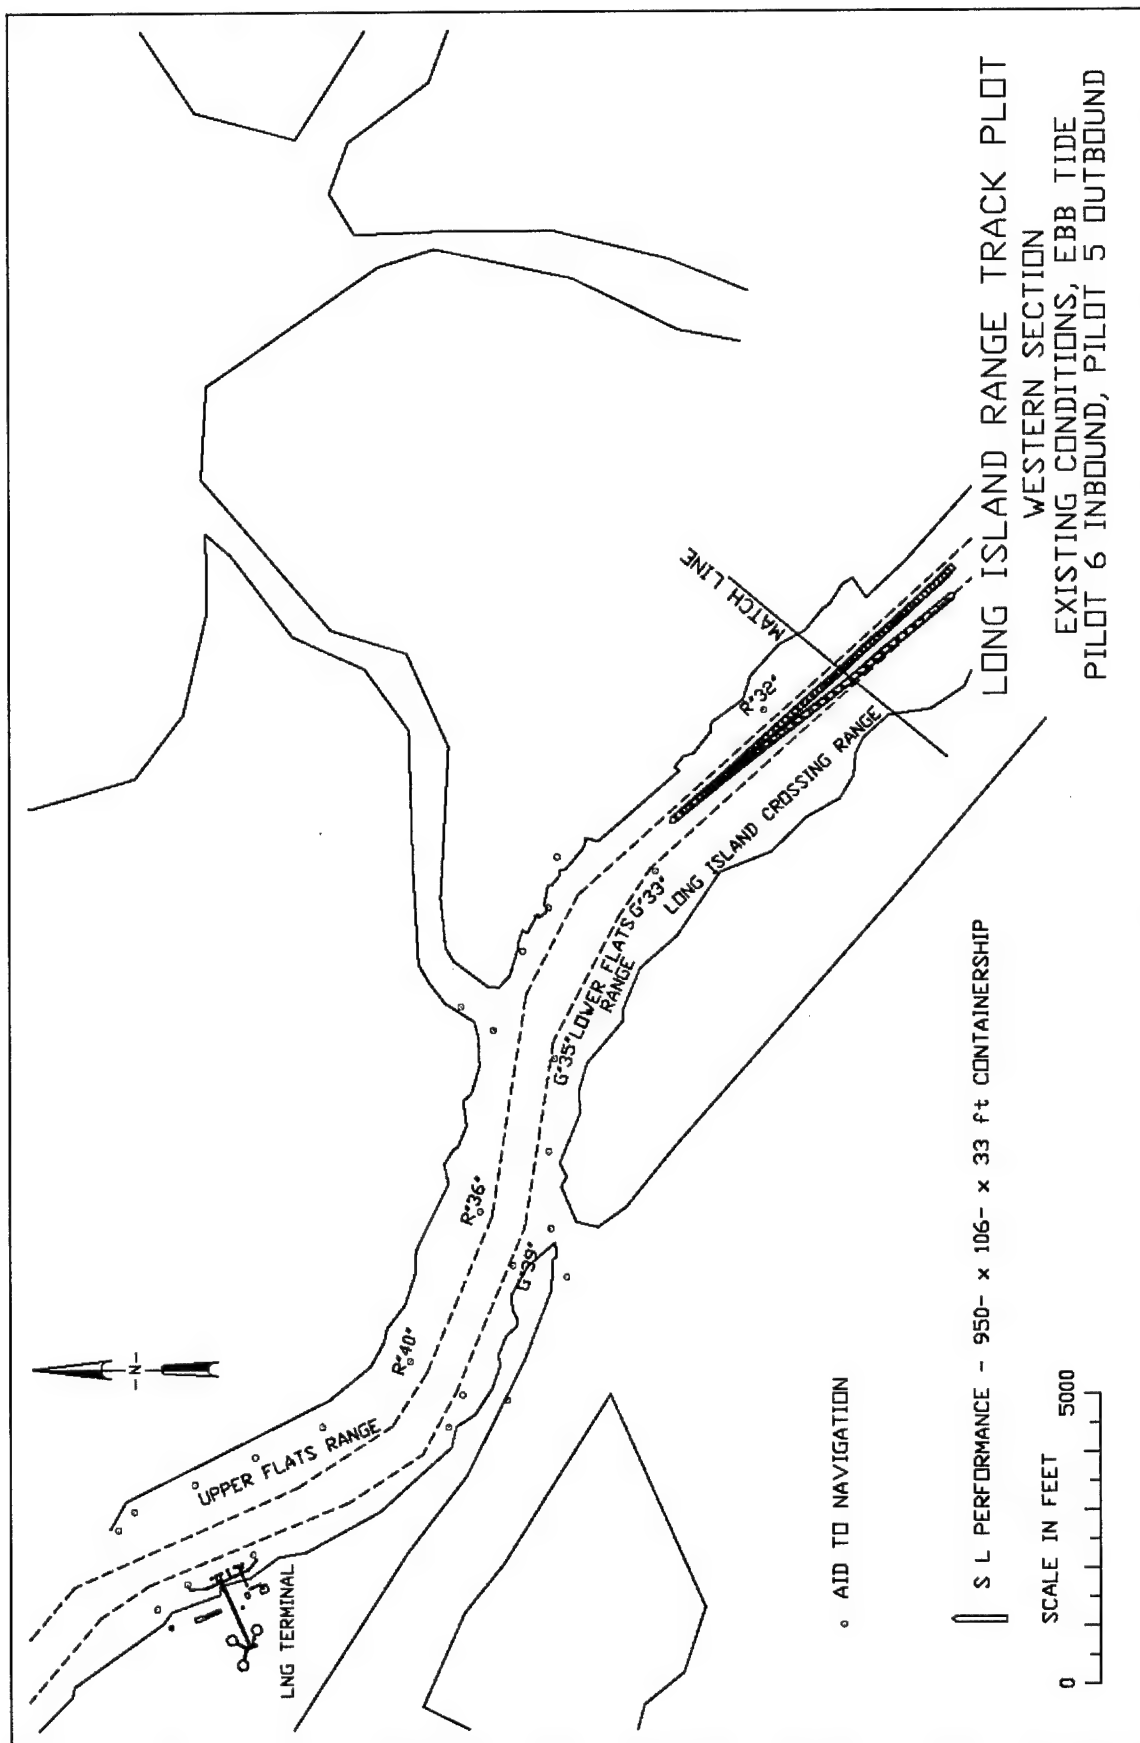 -N-
UPPER FLATS RANGE
LNG TERMINAL
R"40"
R"36"
G"39"
G"35"
LOWER FLATS
RANGE
G"33"
LONG ISLAND CROSSING RANGE
R"32"
MATCH LINE
AID TO NAVIGATION
S L PERFORMANCE - 950- x 106- x 33 ft CONTAINERSHIP
SCALE IN FEET
0 5000
LONG ISLAND RANGE TRACK PLOT
WESTERN SECTION
EXISTING CONDITIONS, EBB TIDE
PILOT 6 INBOUND, PILOT 5 OUTBOUND